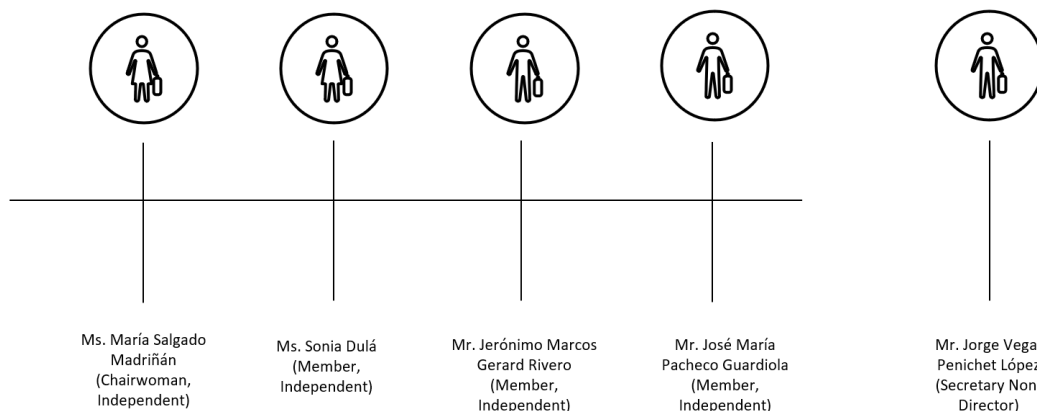 Ms. María Salgado
Madriñán
(Chairwoman,
Independent)
Ms. Sonia Dulá
(Member,
Independent)
Mr. Jerónimo Marcos
Gerard Rivero
(Member,
Independent)
Mr. José María
Pacheco Guardiola
(Member,
Independent)
Mr. Jorge Vega
Penichet López
(Secretary Non
Director)